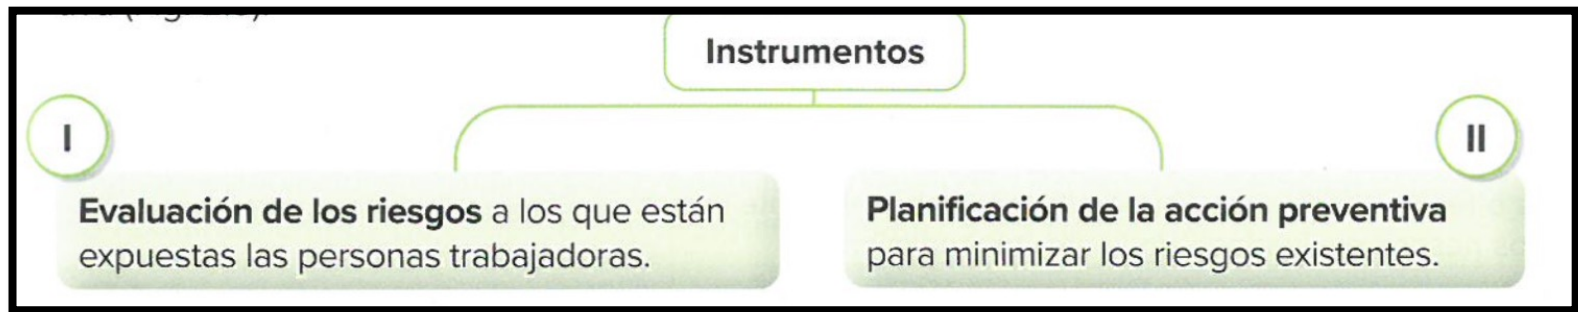 Instrumentos
I
II
Evaluación de los riesgos a los que están
expuestas las personas trabajadoras.
Planificación de la acción preventiva
para minimizar los riesgos existentes.